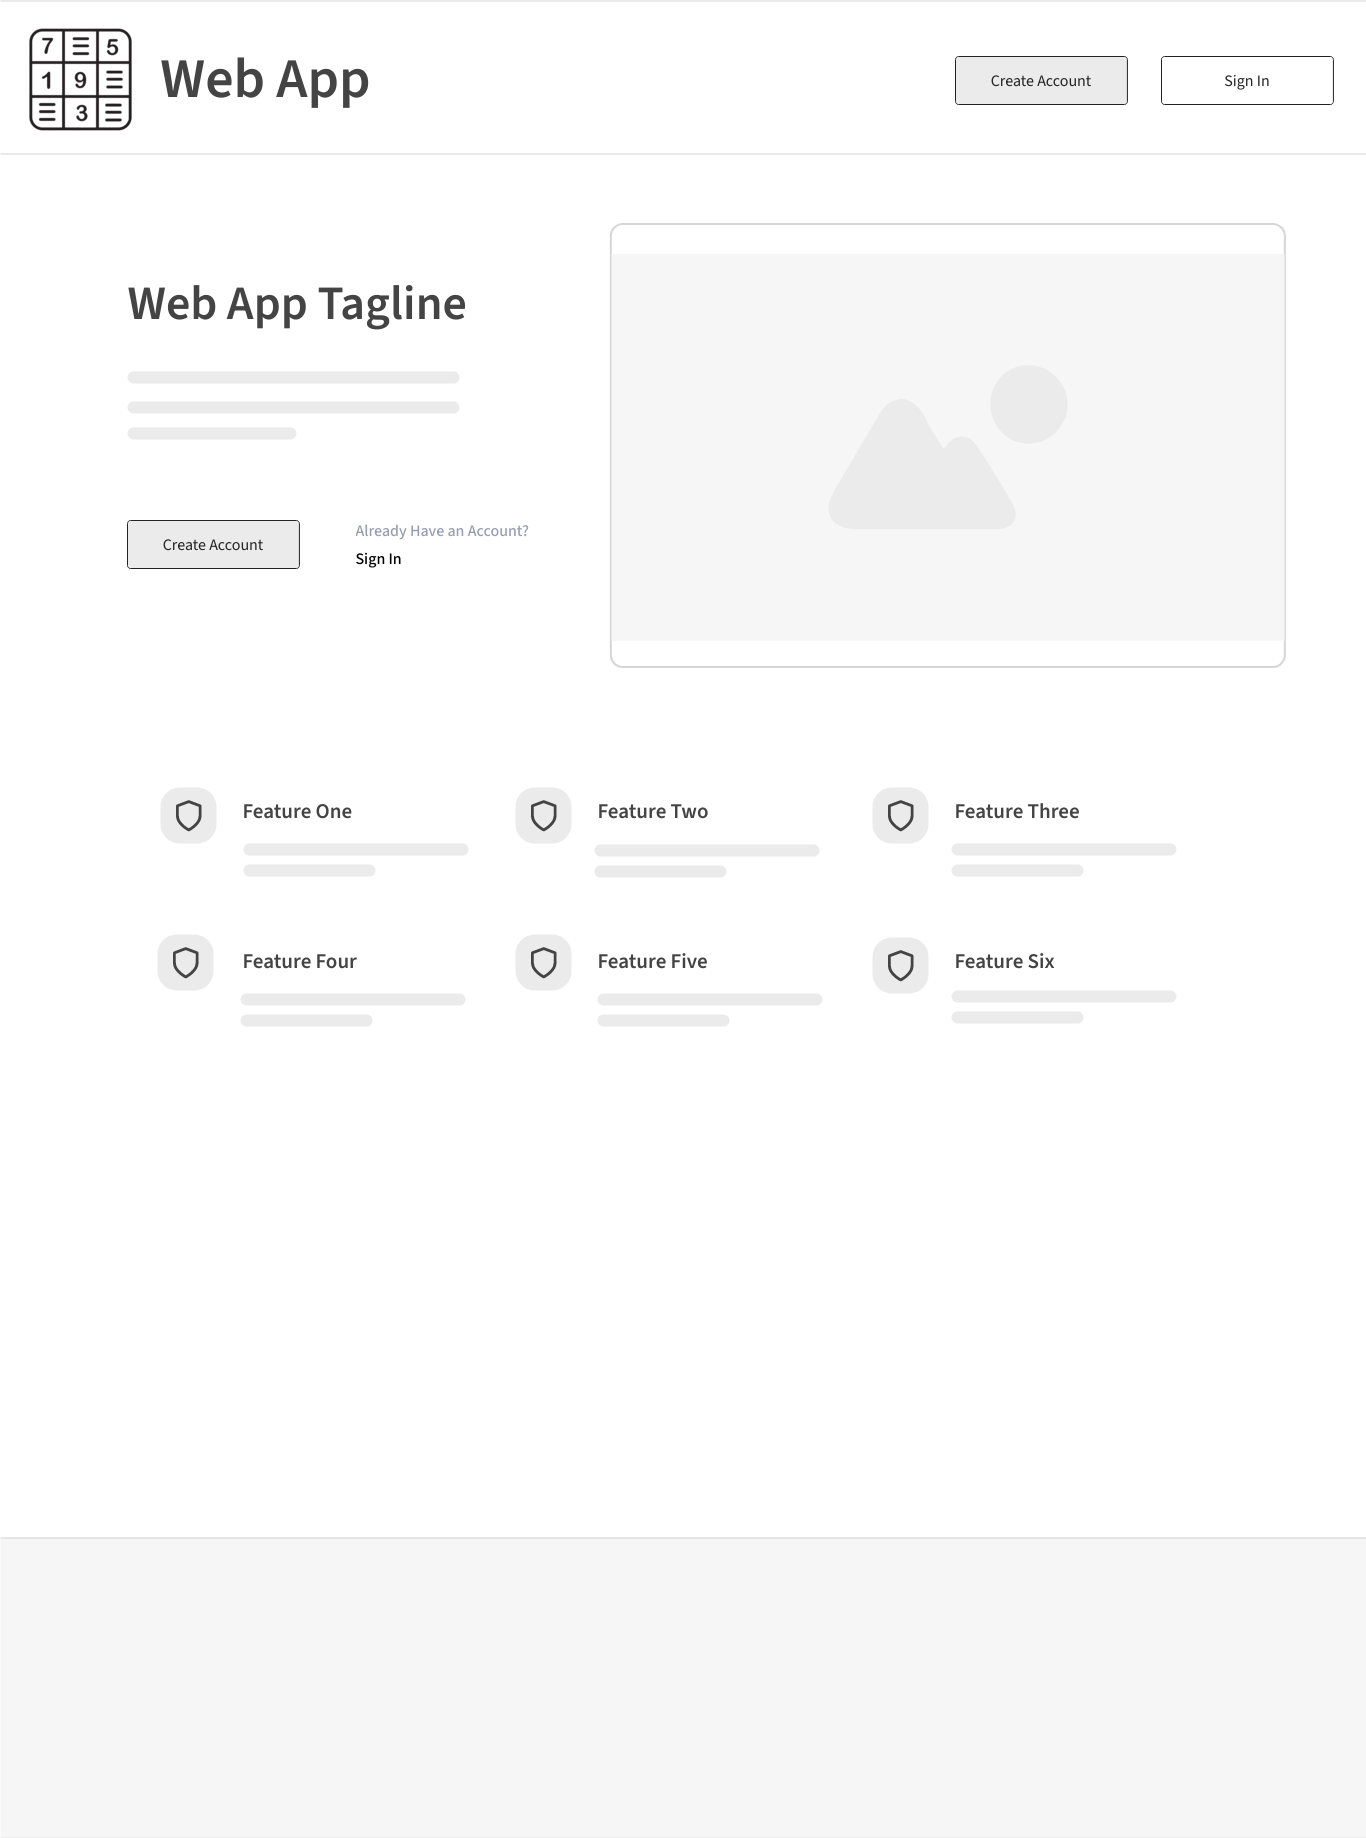 7 5
1 9
3
Web App
Create Account
Sign In
Web App Tagline
Create Account
Already Have an Account?
Sign In
Feature One
Feature Two
Feature Three
Feature Four
Feature Five
Feature Six